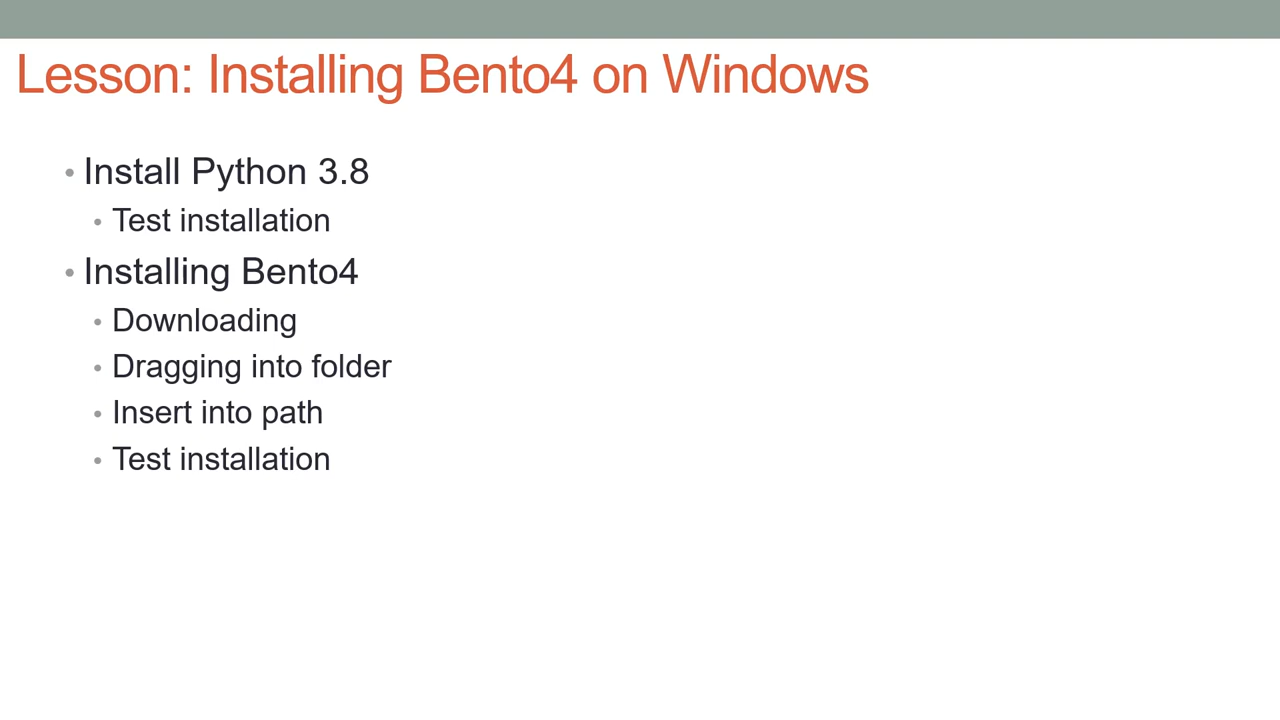 Lesson: Installing Bento4 on Windows
• Install Python 3.8
• Test installation
• Installing Bento4
• Downloading
• Dragging into folder
• Insert into path
• Test installation